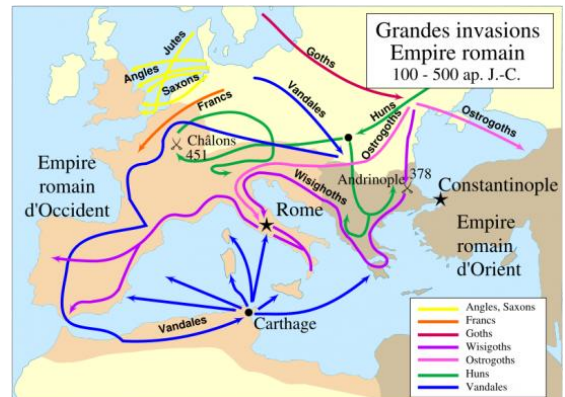 Grandes invasions
Empire romain
100 - 500 ap. J.-C.
Jutes
Angles
Saxons
Goths
Francs
Vandales
Huns
Ostrogoths
Ostrogoths
Châlons
451
Empire
romain
d'Occident
Wisighoths
Andrinople
378
Constantinople
Rome
Empire
romain
d'Orient
Vandales
Carthage
Angles, Saxons
Francs
Goths
Wisigoths
Ostrogoths
Huns
Vandales